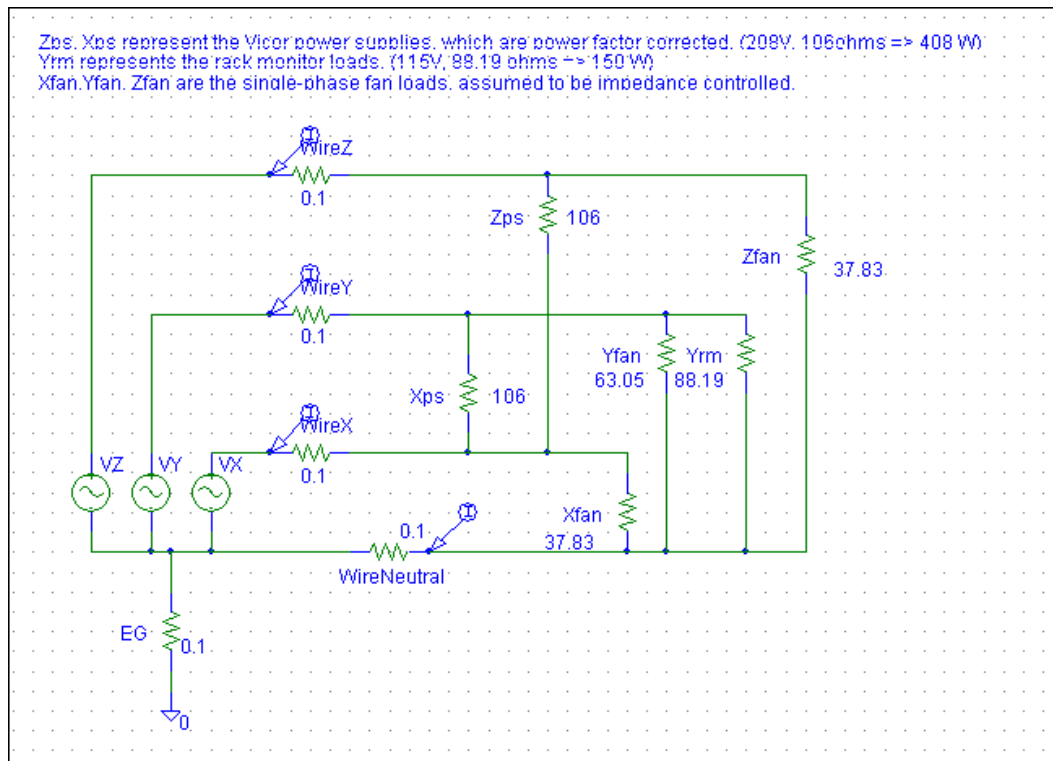 Zps, Xps represent the Vicor power supplies, which are power factor corrected. (208V, 106ohms => 408 W)
Yrm represents the rack monitor loads. (115V, 88.19 ohms => 150 W)
Xfan,Yfan, Zfan are the single-phase fan loads, assumed to be impedance controlled.
I
WireZ
0.1
Zps 106
Zfan
37.83
I
WireY
0.1
Yfan Yrm
63.05 88.19
Xps 106
I
WireX
0.1
VZ VY VX
I
0.1
Xfan
37.83
WireNeutral
EG 0.1
0